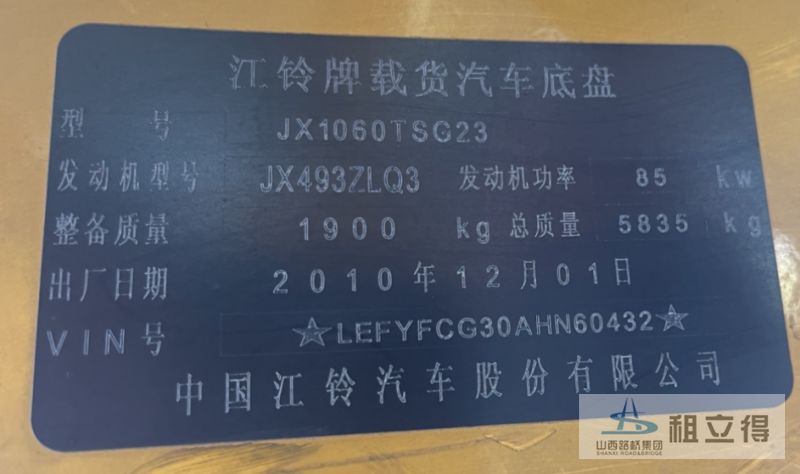 江铃牌载货汽车底盘
型号 JX1060TSG23
发动机型号 JX493ZLQ3 发动机功率 85 kw
整备质量 1900 kg 总质量 5835 kg
出厂日期 2010年12月01日
VIN号 ☆LEFYFCG30AHN60432☆
中国江铃汽车股份有限公司
山西路桥集团 租立得
SHANXI ROAD&BRIDGE